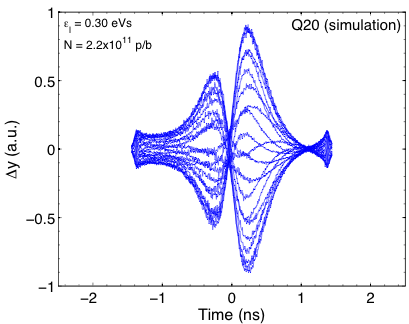 εl = 0.30 eVs
Q20 (simulation)
N = 2.2x10¹¹ p/b
1
0.5
0
−0.5
−1
Δy (a.u.)
−2 −1 0 1 2
Time (ns)